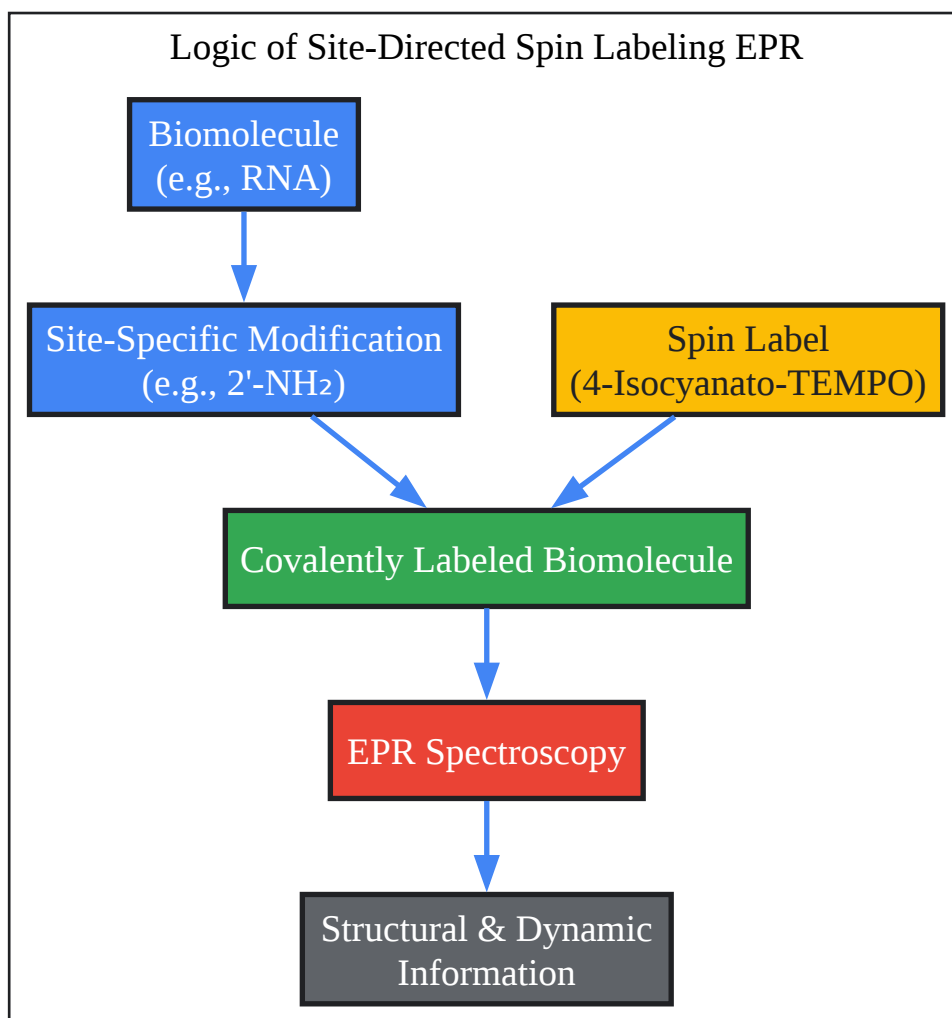 Logic of Site-Directed Spin Labeling EPR
Biomolecule
(e.g., RNA)
Site-Specific Modification
(e.g., 2'-NH₂)
Spin Label
(4-Isocyanato-TEMPO)
Covalently Labeled Biomolecule
EPR Spectroscopy
Structural & Dynamic
Information